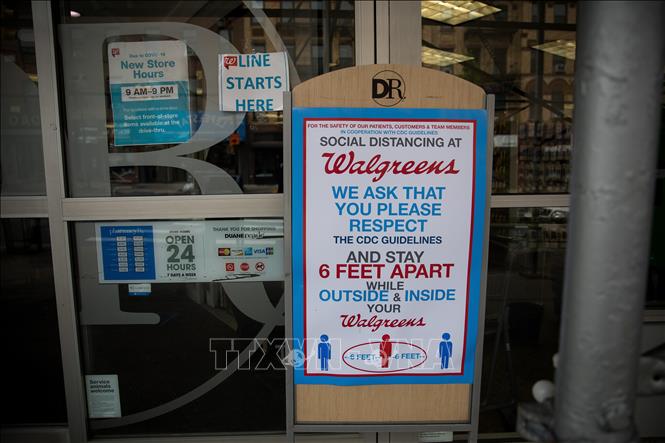 Due to COVID-19
New Store
Hours
9 AM–9 PM
Select front-of-store
items available at the
drive-thru.
LINE
STARTS
HERE
DR
FOR THE SAFETY OF OUR PATIENTS, CUSTOMERS & TEAM MEMBERS
IN COOPERATION WITH CDC GUIDELINES
SOCIAL DISTANCING AT
Walgreens
WE ASK THAT
YOU PLEASE
RESPECT
THE CDC GUIDELINES
AND STAY
6 FEET APART
WHILE
OUTSIDE & INSIDE
YOUR
Walgreens
6 FEET
6 FEET
OPEN
24
HOURS
7 DAYS A WEEK
THANK YOU FOR SHOPPING
DUANE
VISA
Service
animals
welcome
TTXVN
VNA